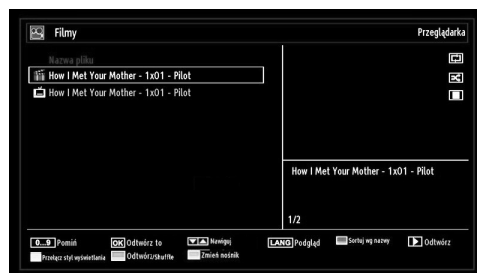 Filmy
Przeglądarka
Nazwa pliku
How I Met Your Mother - 1x01 - Pilot
How I Met Your Mother - 1x01 - Pilot
How I Met Your Mother - 1x01 - Pilot
1/2
0...9 Pomiń OK Odtwórz to Nawiguj LANG Podgląd Sortuj wg nazwy Odtwórz
Przełącz styl wyświetlania Odtwórz/Shuffle Zmień nośnik